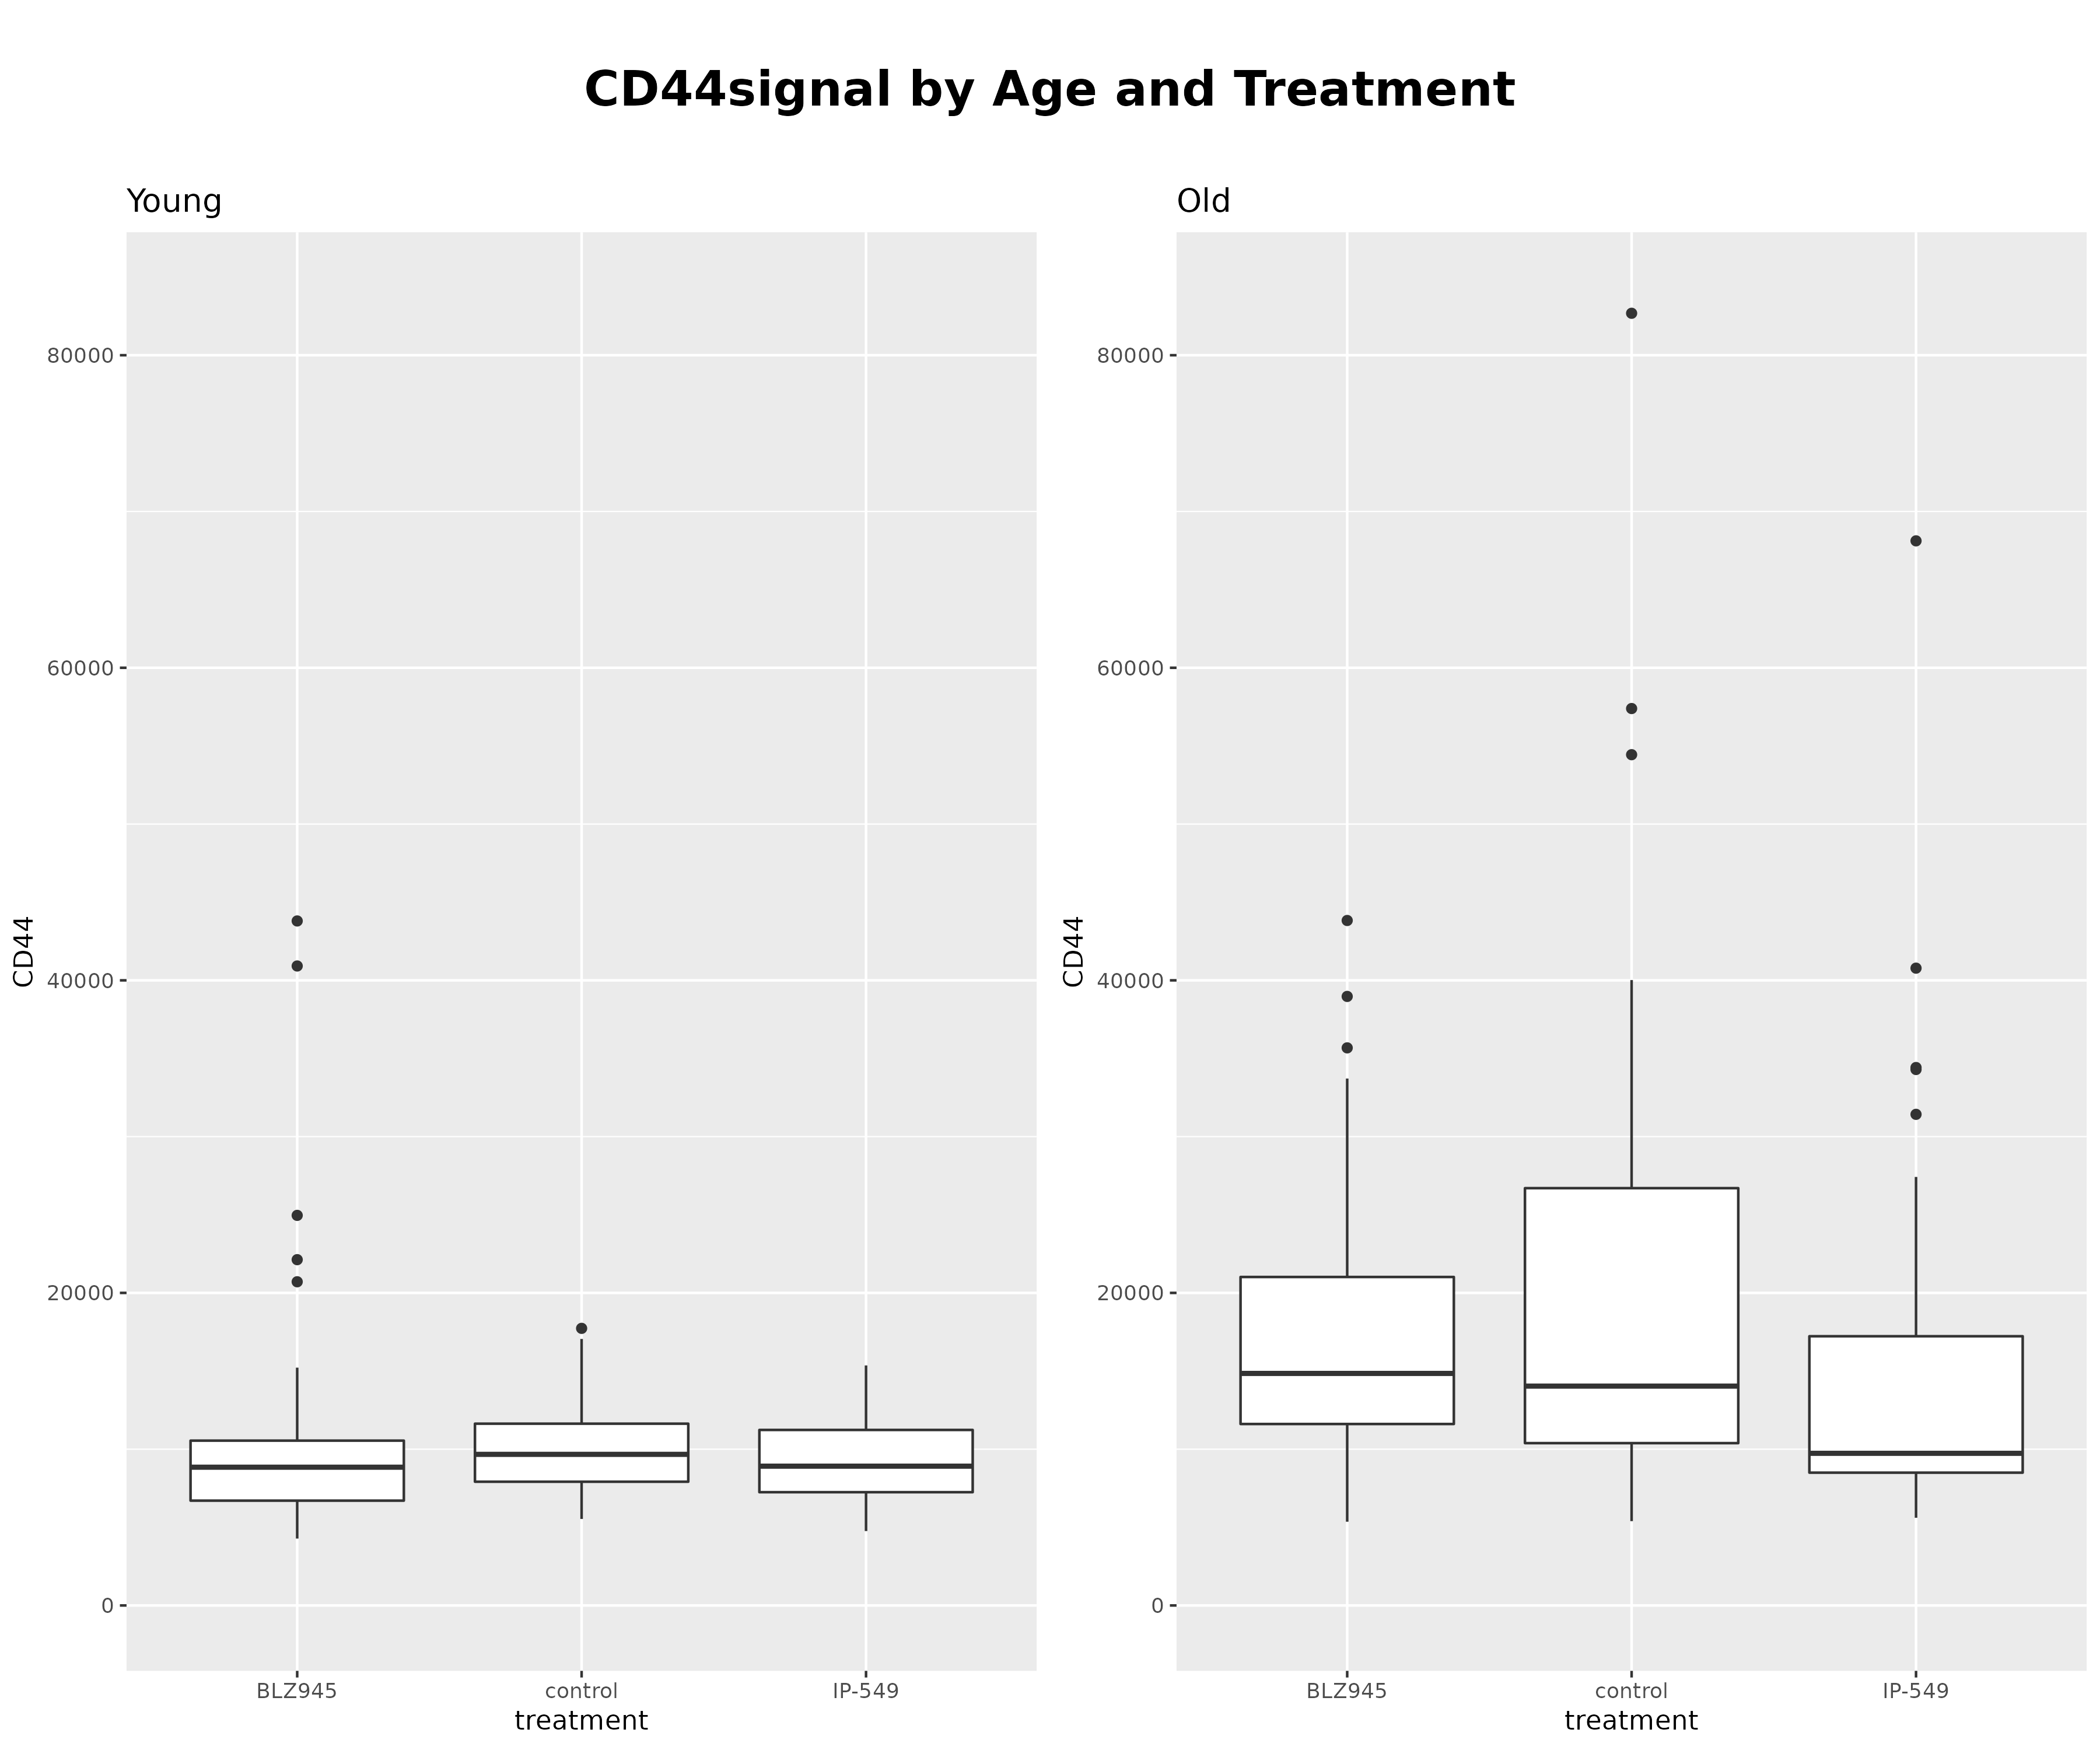 CD44signal by Age and Treatment
Young
CD44
80000
60000
40000
20000
0
BLZ945 control IP-549
treatment
Old
CD44
80000
60000
40000
20000
0
BLZ945 control IP-549
treatment